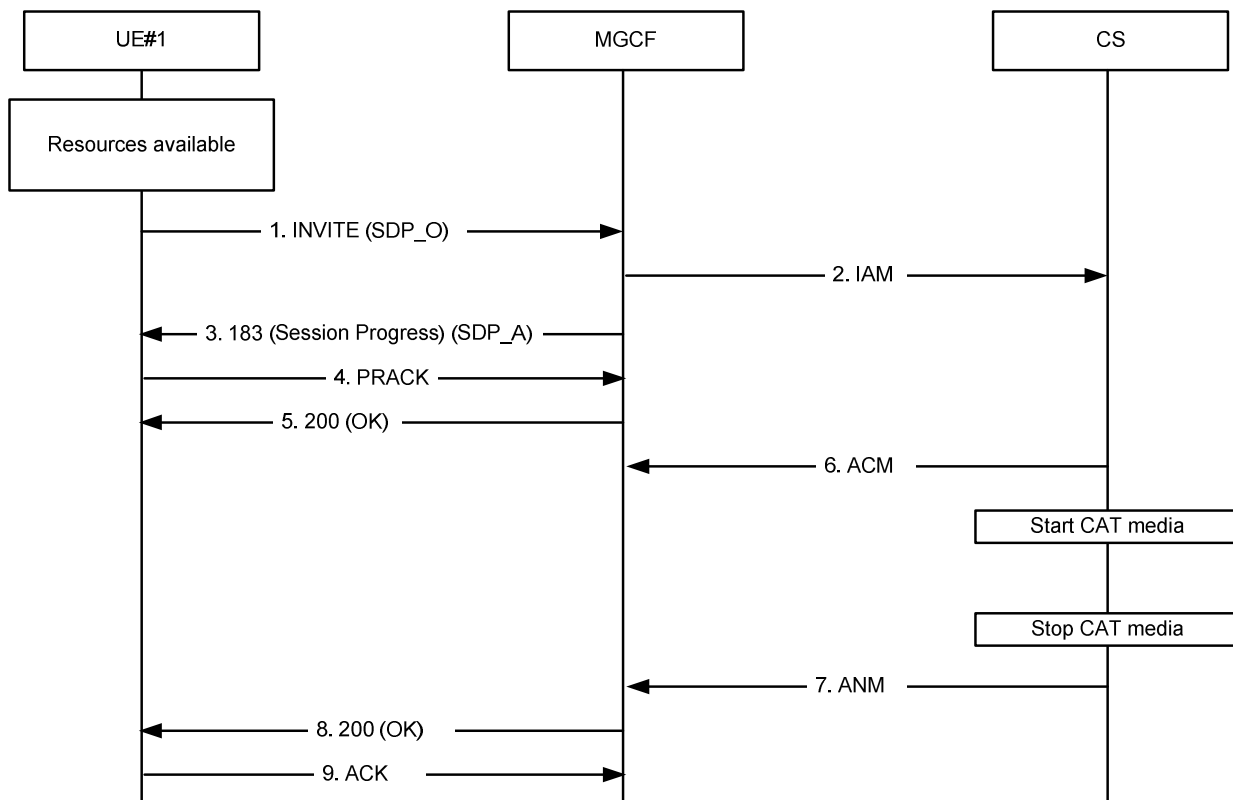 UE#1
MGCF
CS
Resources available
1. INVITE (SDP_O)
2. IAM
3. 183 (Session Progress) (SDP_A)
4. PRACK
5. 200 (OK)
6. ACM
Start CAT media
Stop CAT media
7. ANM
8. 200 (OK)
9. ACK